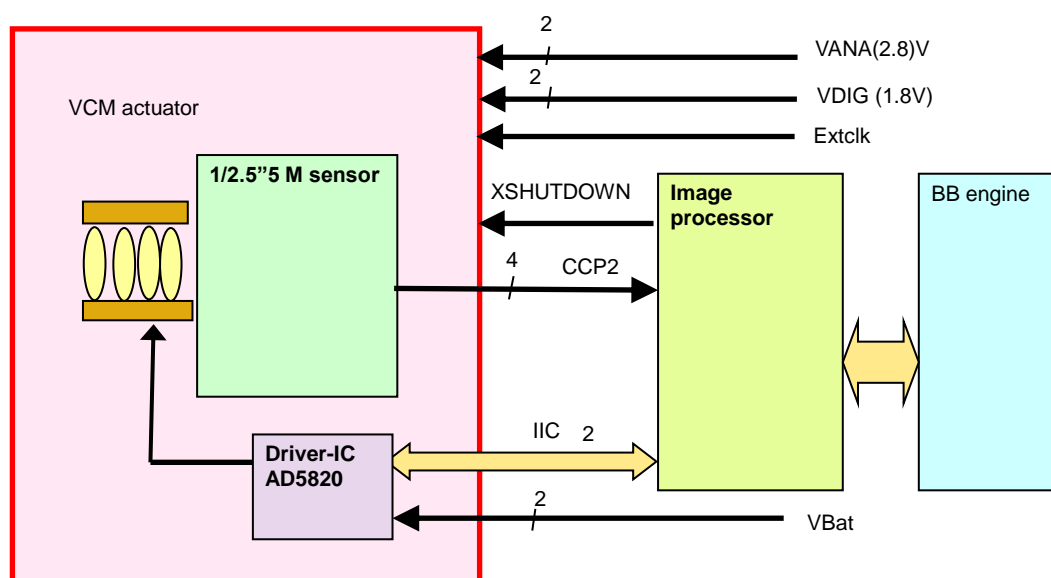 2
VANA(2.8)V
2
VDIG (1.8V)
VCM actuator
Extclk
1/2.5”5 M sensor
XSHUTDOWN
Image
processor
BB engine
4
CCP2
IIC
2
Driver-IC
AD5820
2
VBat